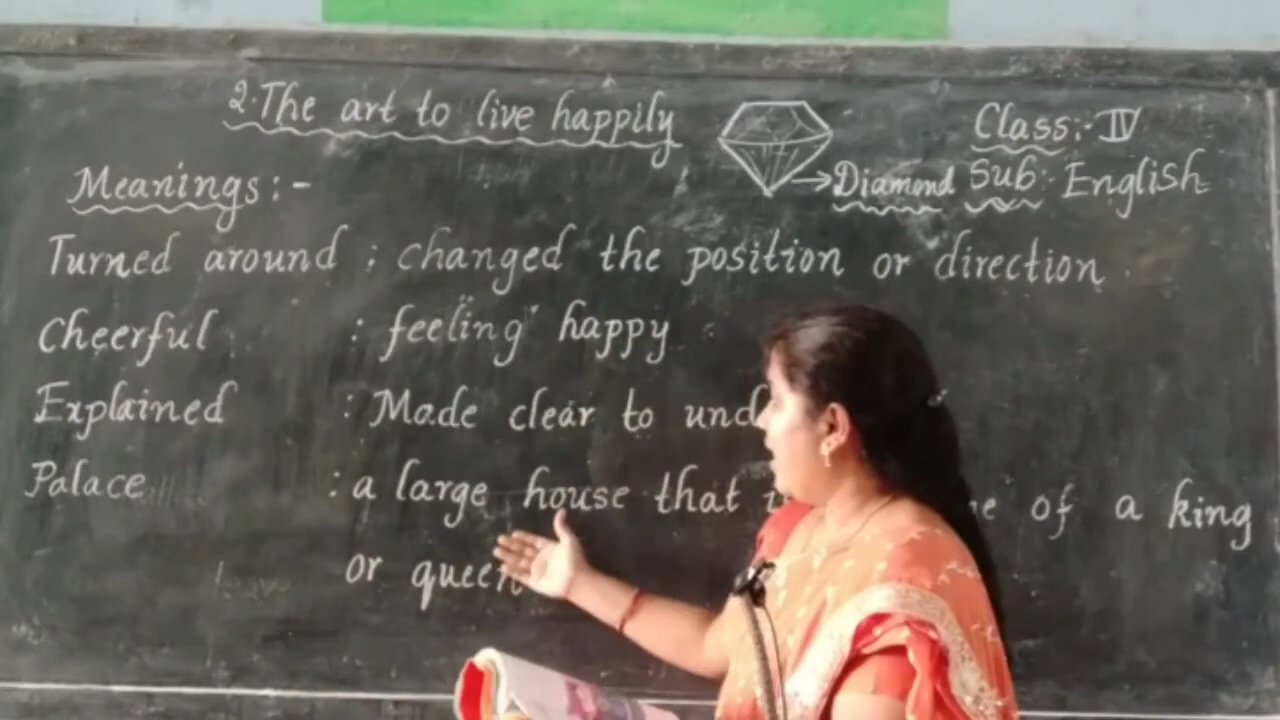 2. The art to live happily
Class:- IV
Meanings:-
Diamond
Sub: English
Turned around : changed the position or direction
Cheerful : feeling happy
Explained : Made clear to
Palace : a large house that of a king
or queen